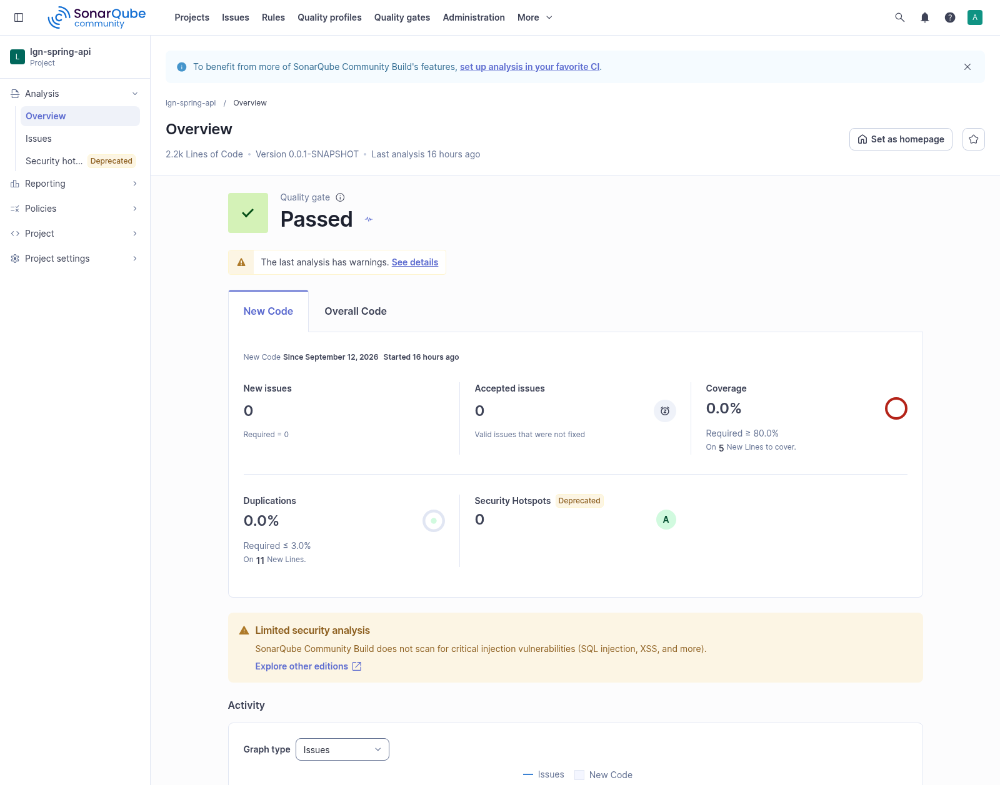 SonarQube community
Projects Issues Rules Quality profiles Quality gates Administration More
? A
L
lgn-spring-api
Project
Analysis
Overview
Issues
Security hot... Deprecated
Reporting
Policies
Project
Project settings
To benefit from more of SonarQube Community Build's features, set up analysis in your favorite CI.
lgn-spring-api / Overview
Overview
2.2k Lines of Code • Version 0.0.1-SNAPSHOT • Last analysis 16 hours ago
Set as homepage
Quality gate
Passed
The last analysis has warnings. See details
New Code Overall Code
New Code Since September 12, 2026 Started 16 hours ago
New issues
0
Required = 0
Accepted issues
0
Valid issues that were not fixed
Coverage
0.0%
Required ≥ 80.0%
On 5 New Lines to cover.
Duplications
0.0%
Required ≤ 3.0%
On 11 New Lines.
Security Hotspots Deprecated
0
A
Limited security analysis
SonarQube Community Build does not scan for critical injection vulnerabilities (SQL injection, XSS, and more).
Explore other editions
Activity
Graph type Issues
Issues New Code